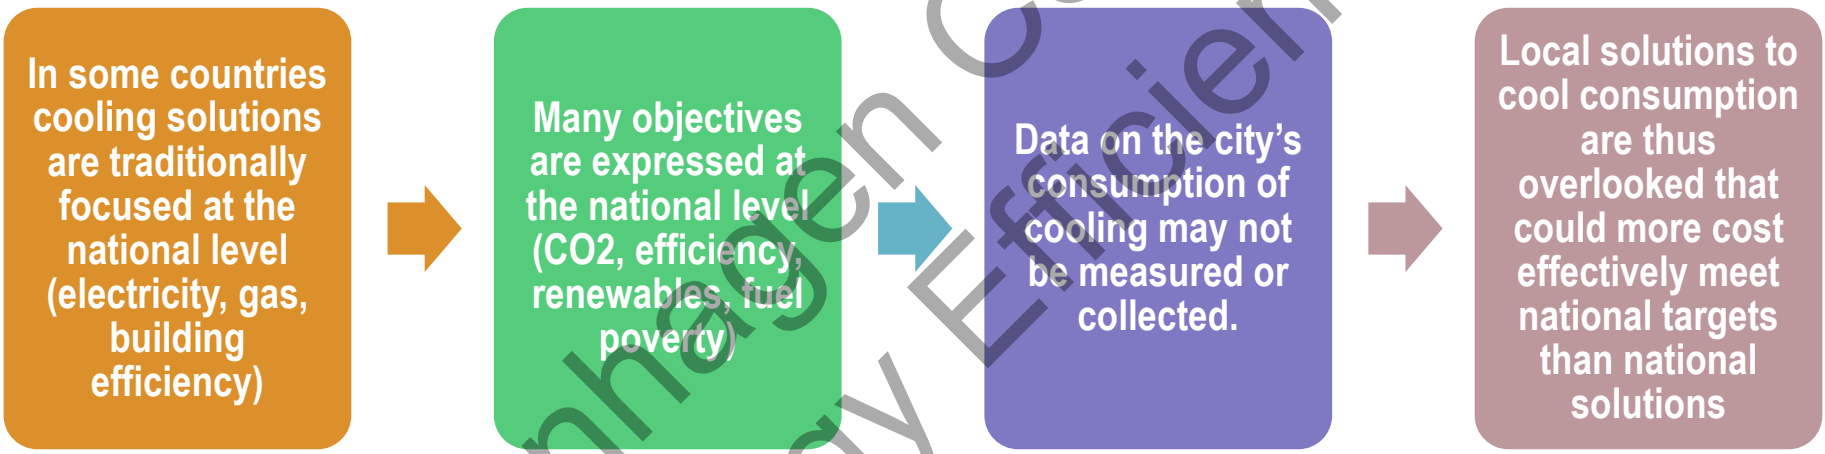 In some countries
cooling solutions
are traditionally
focused at the
national level
(electricity, gas,
building
efficiency)
Many objectives
are expressed at
the national level
(CO2, efficiency,
renewables, fuel
poverty)
Data on the city’s
consumption of
cooling may not
be measured or
collected.
Local solutions to
cool consumption
are thus
overlooked that
could more cost
effectively meet
national targets
than national
solutions